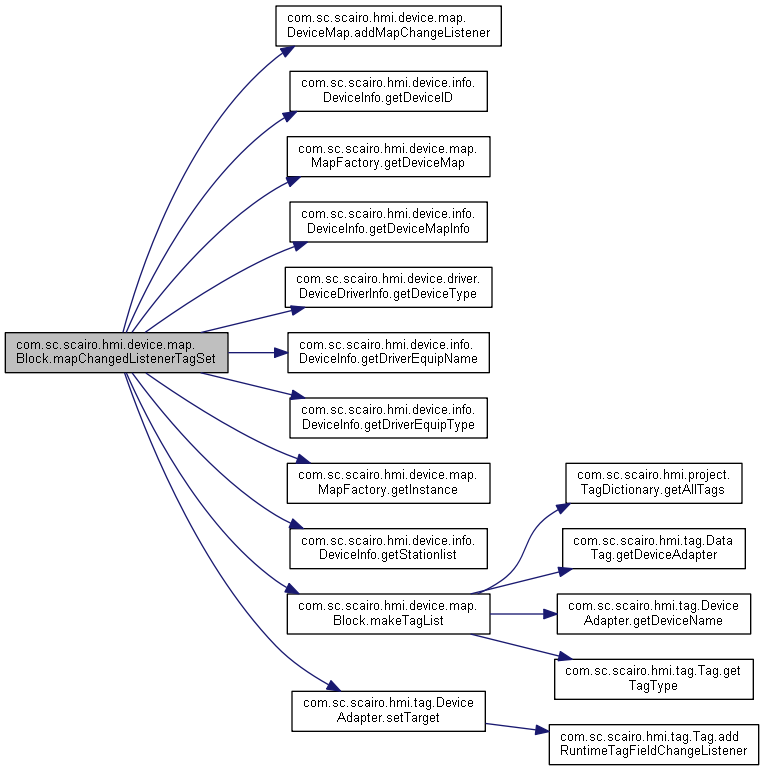 com.sc.scairo.hmi.device.map.
DeviceMap.addMapChangeListener
com.sc.scairo.hmi.device.info.
DeviceInfo.getDeviceID
com.sc.scairo.hmi.device.map.
MapFactory.getDeviceMap
com.sc.scairo.hmi.device.info.
DeviceInfo.getDeviceMapInfo
com.sc.scairo.hmi.device.driver.
DeviceDriverInfo.getDeviceType
com.sc.scairo.hmi.device.map.
Block.mapChangedListenerTagSet
com.sc.scairo.hmi.device.info.
DeviceInfo.getDriverEquipName
com.sc.scairo.hmi.device.info.
DeviceInfo.getDriverEquipType
com.sc.scairo.hmi.device.map.
MapFactory.getInstance
com.sc.scairo.hmi.device.info.
DeviceInfo.getStationlist
com.sc.scairo.hmi.device.map.
Block.makeTagList
com.sc.scairo.hmi.tag.Device
Adapter.setTarget
com.sc.scairo.hmi.project.
TagDictionary.getAllTags
com.sc.scairo.hmi.tag.Data
Tag.getDeviceAdapter
com.sc.scairo.hmi.tag.Device
Adapter.getDeviceName
com.sc.scairo.hmi.tag.Tag.get
TagType
com.sc.scairo.hmi.tag.Tag.add
RuntimeTagFieldChangeListener